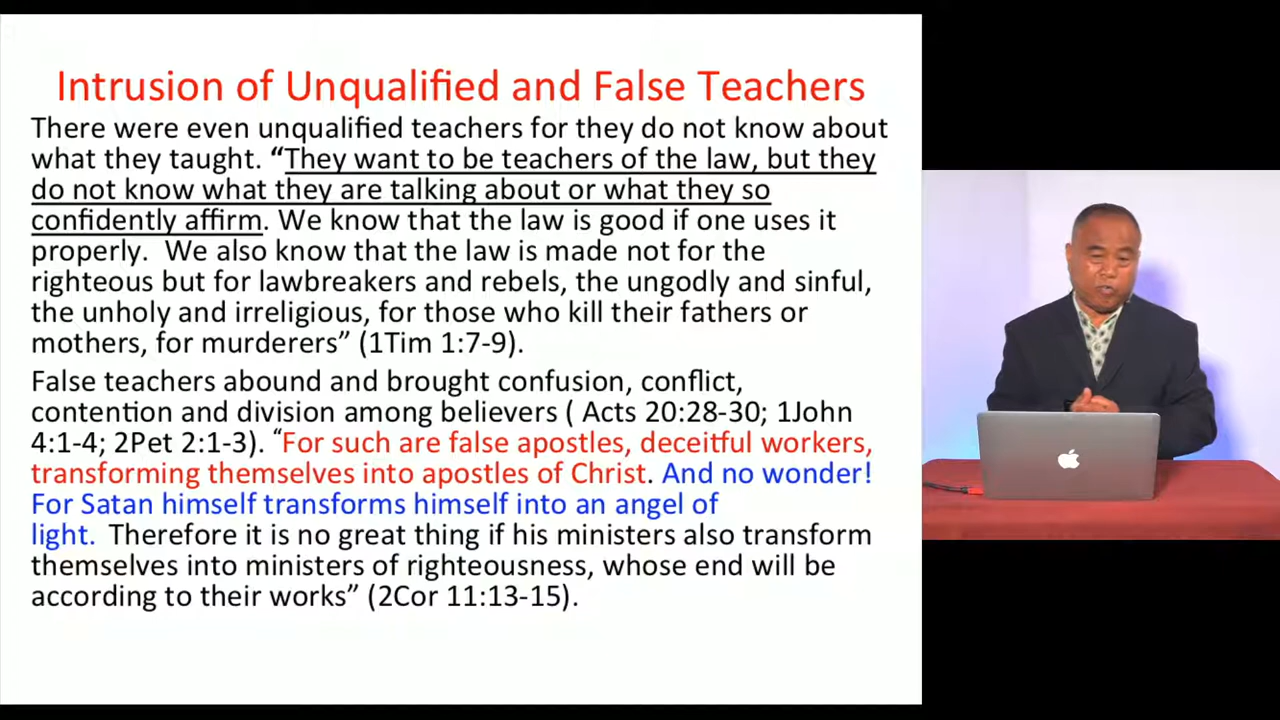 Intrusion of Unqualified and False Teachers
There were even unqualified teachers for they do not know about
what they taught. “They want to be teachers of the law, but they
do not know what they are talking about or what they so
confidently affirm. We know that the law is good if one uses it
properly.  We also know that the law is made not for the
righteous but for lawbreakers and rebels, the ungodly and sinful,
the unholy and irreligious, for those who kill their fathers or
mothers, for murderers” (1Tim 1:7-9).
False teachers abound and brought confusion, conflict,
contention and division among believers ( Acts 20:28-30; 1John
4:1-4; 2Pet 2:1-3). “For such are false apostles, deceitful workers,
transforming themselves into apostles of Christ. And no wonder!
For Satan himself transforms himself into an angel of
light.  Therefore it is no great thing if his ministers also transform
themselves into ministers of righteousness, whose end will be
according to their works” (2Cor 11:13-15).